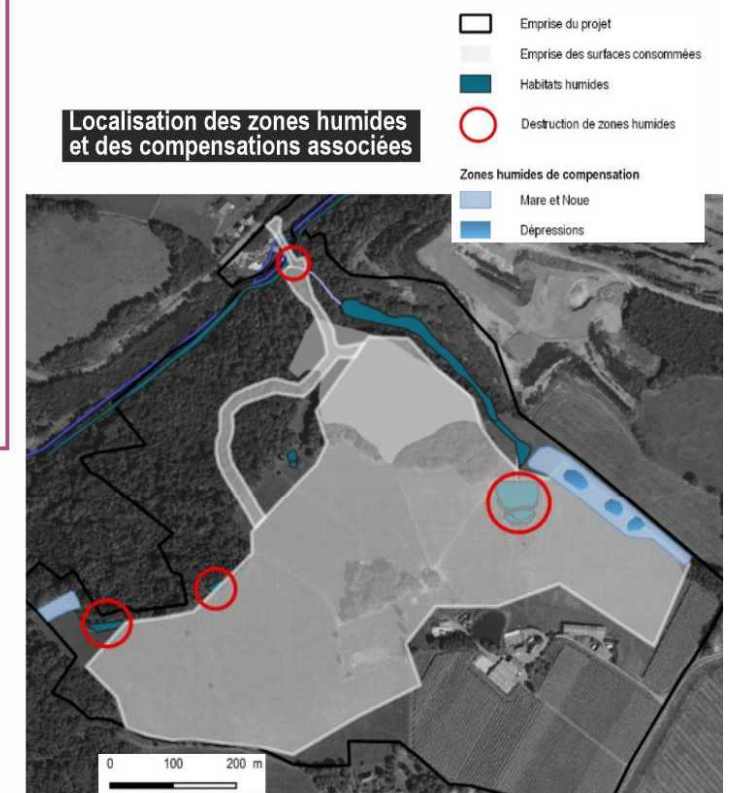 Emprise du projet
Emprise des surfaces consommées
Habitats humides
Destruction de zones humides
Zones humides de compensation
Mare et Noue
Dépressions
Localisation des zones humides
et des compensations associées
0 100 200 m